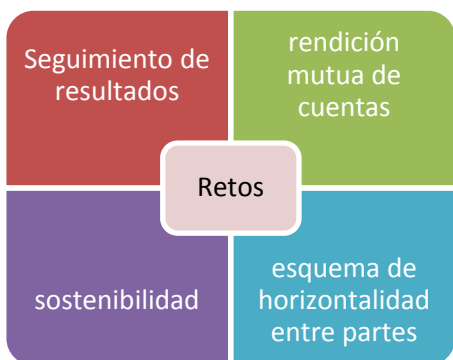 Seguimiento de
resultados
rendición
mutua de
cuentas
Retos
sostenibilidad
esquema de
horizontalidad
entre partes